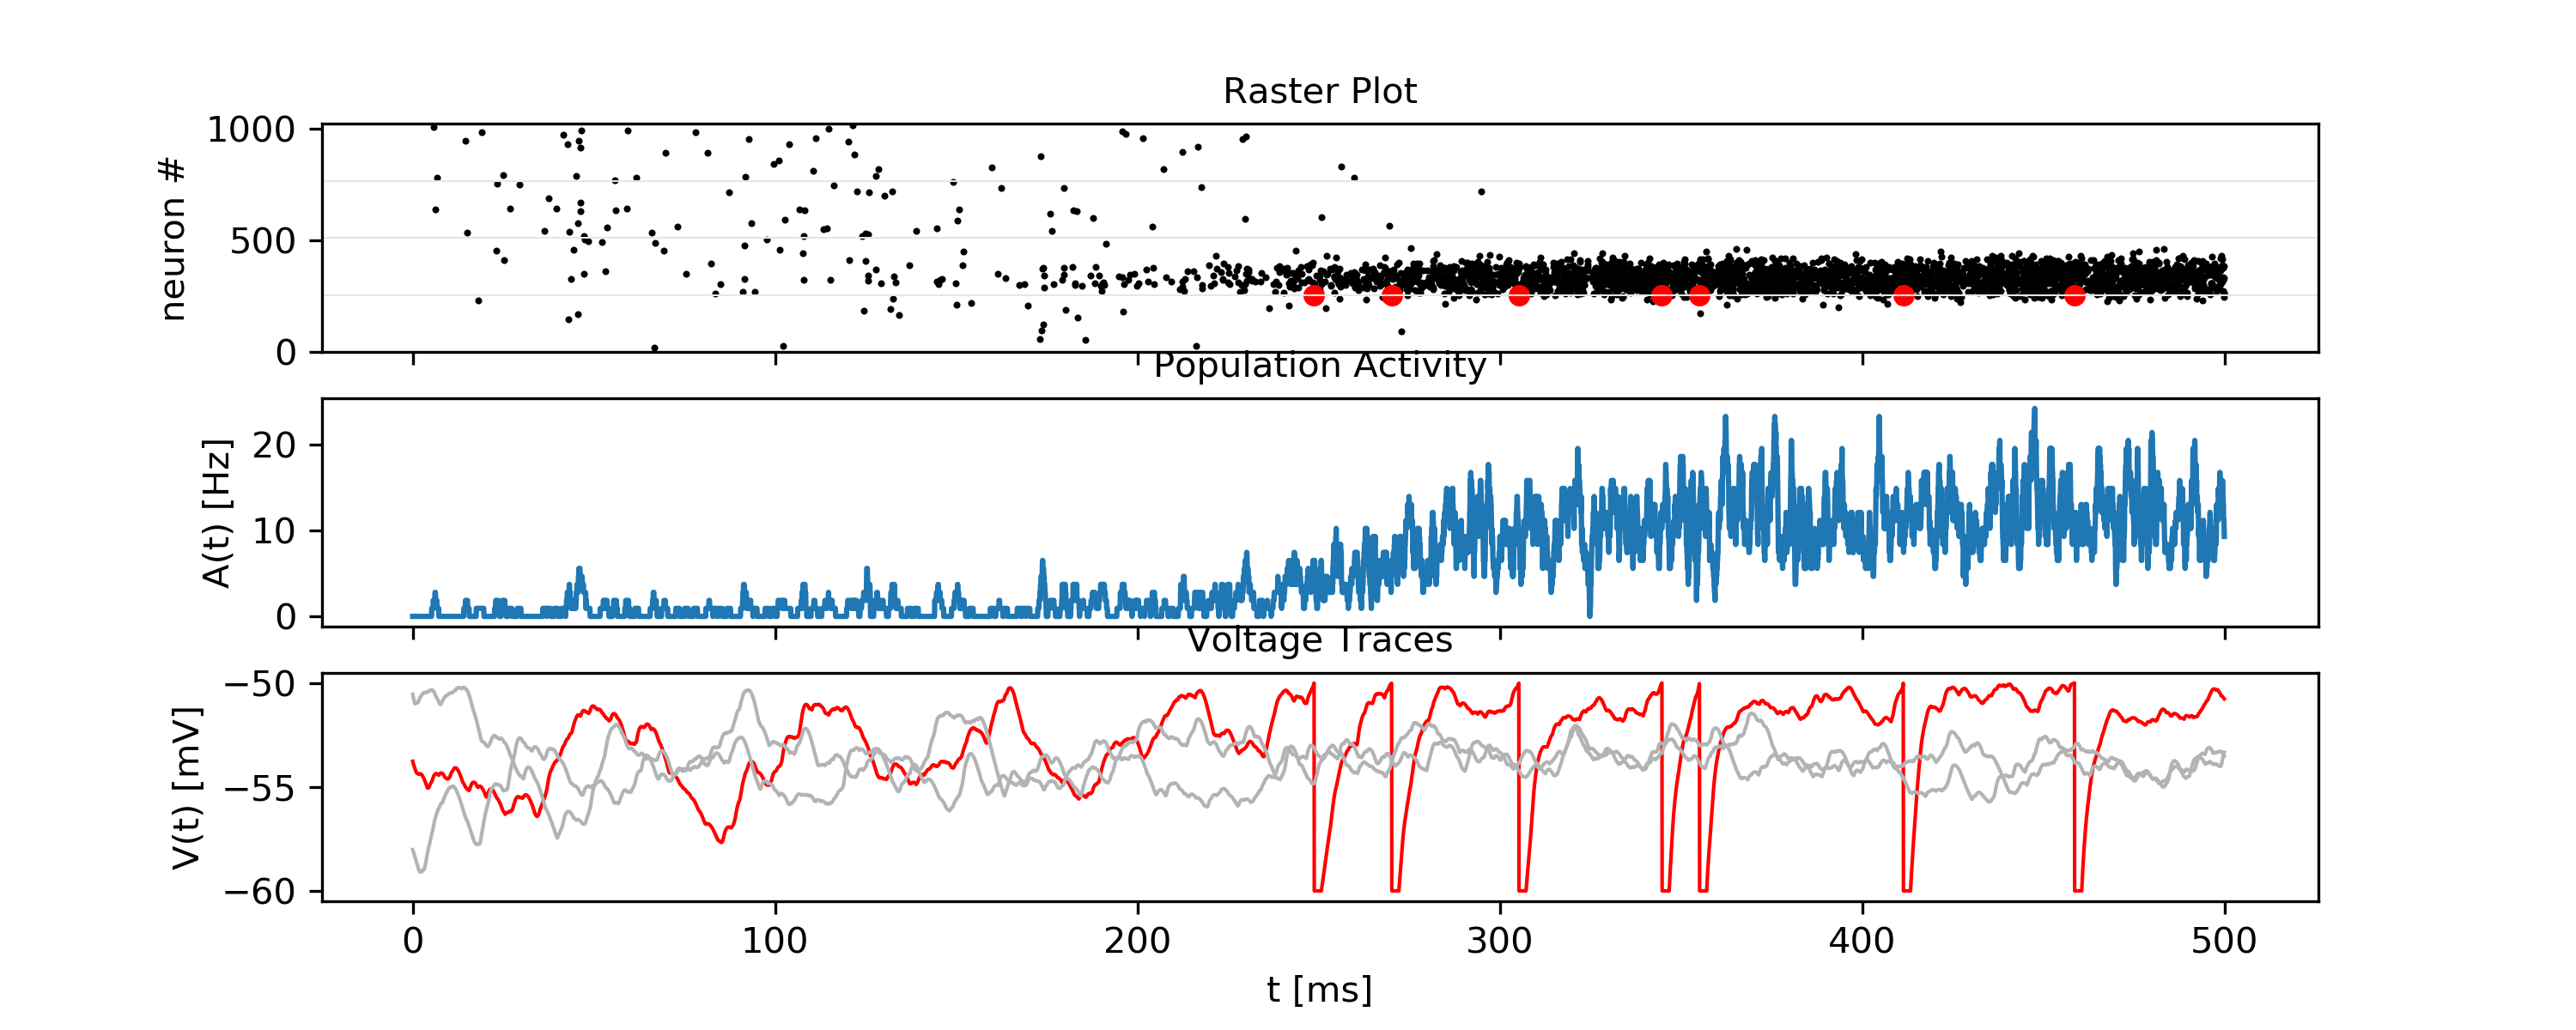 Raster Plot
neuron #
1000
500
0
Population Activity
A(t) [Hz]
20
10
0
Voltage Traces
V(t) [mV]
−50
−55
−60
0 100 200 300 400 500
t [ms]